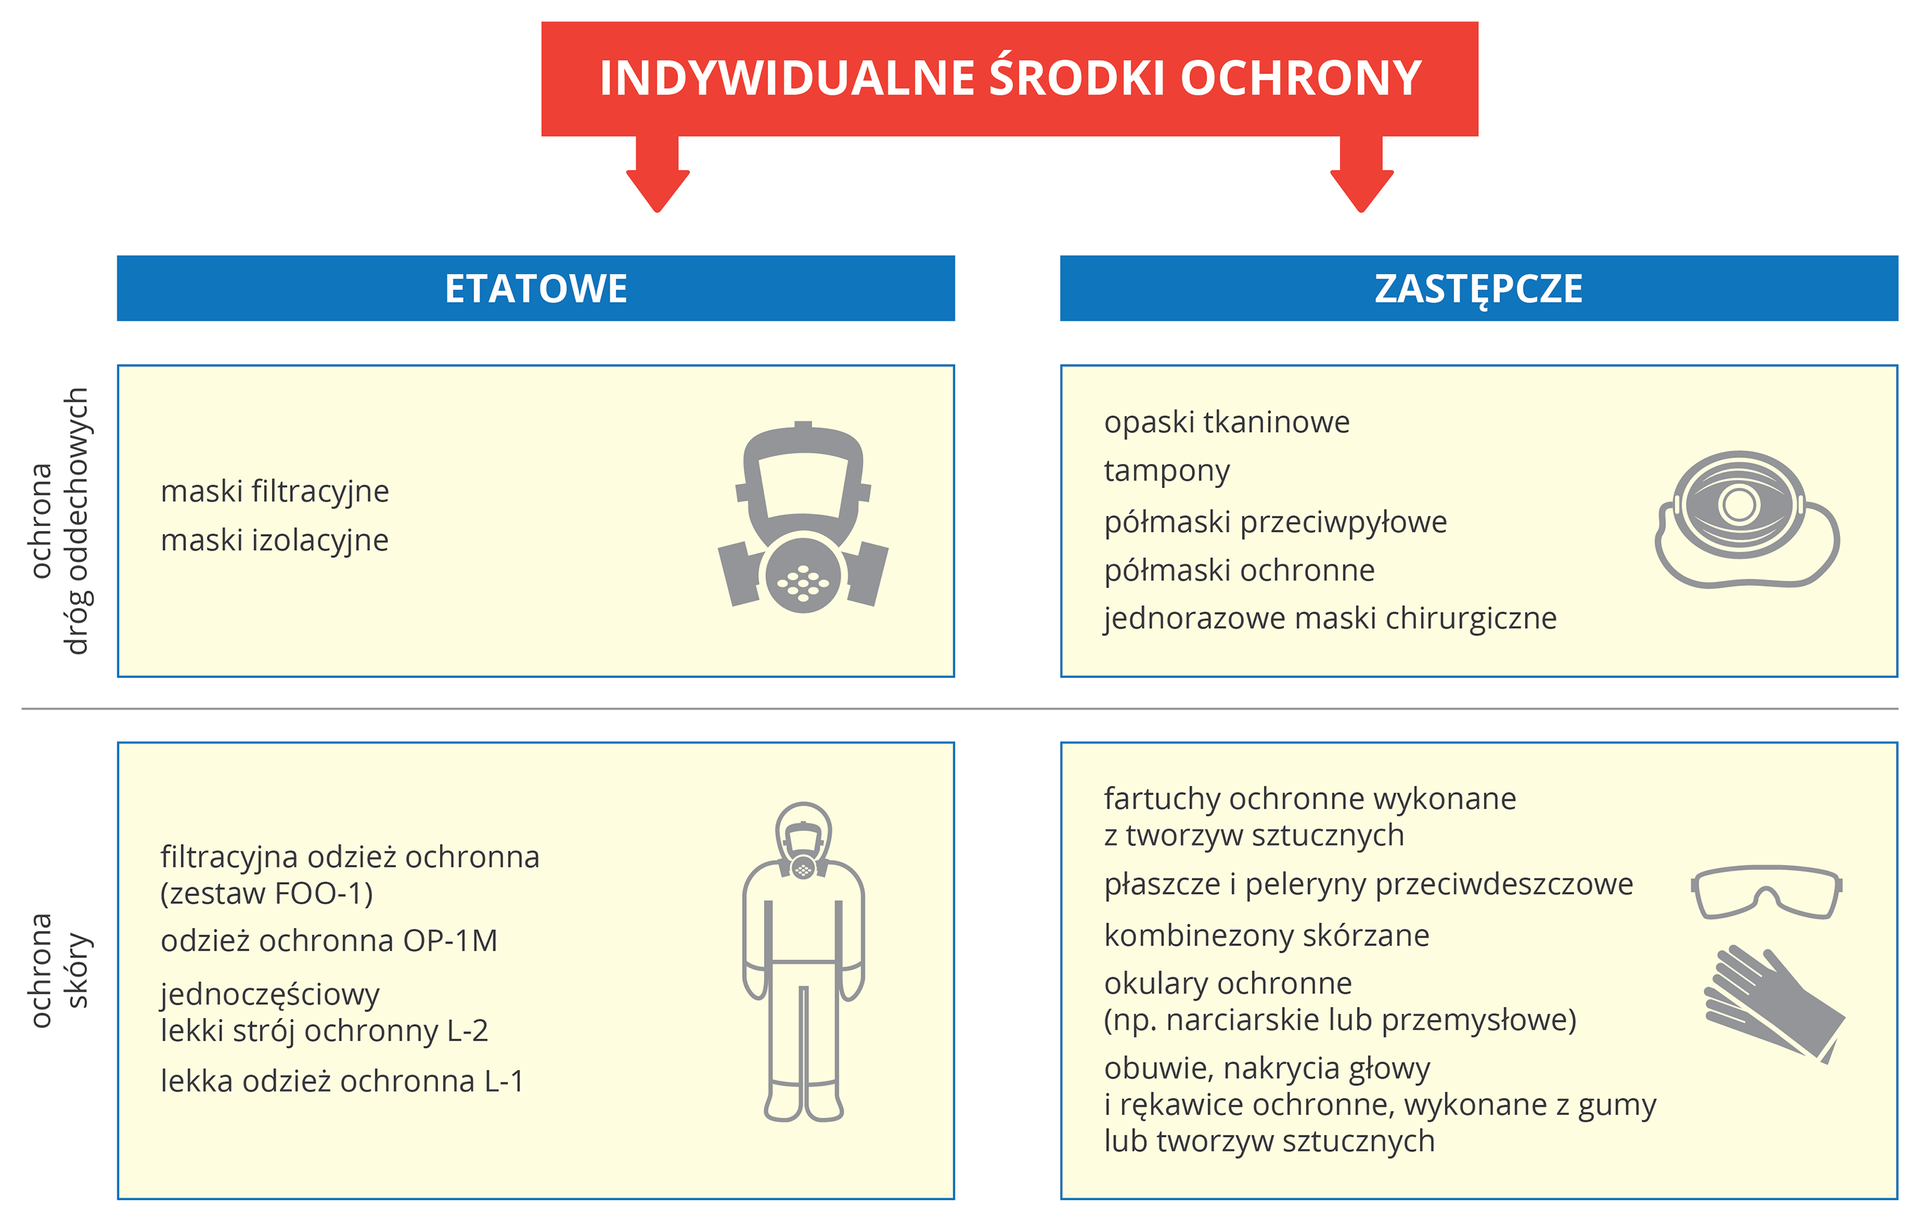 INDYWIDUALNE ŚRODKI OCHRONY
ETATOWE
ZASTĘPCZE
ochrona
dróg oddechowych
maski filtracyjne
maski izolacyjne
opaski tkaninowe
tampony
półmaski przeciwpyłowe
półmaski ochronne
jednorazowe maski chirurgiczne
ochrona
skóry
filtracyjna odzież ochronna
(zestaw FOO-1)
odzież ochronna OP-1M
jednoczęściowy
lekki strój ochronny L-2
lekka odzież ochronna L-1
fartuchy ochronne wykonane
z tworzyw sztucznych
płaszcze i peleryny przeciwdeszczowe
kombinezony skórzane
okulary ochronne
(np. narciarskie lub przemysłowe)
obuwie, nakrycia głowy
i rękawice ochronne, wykonane z gumy
lub tworzyw sztucznych